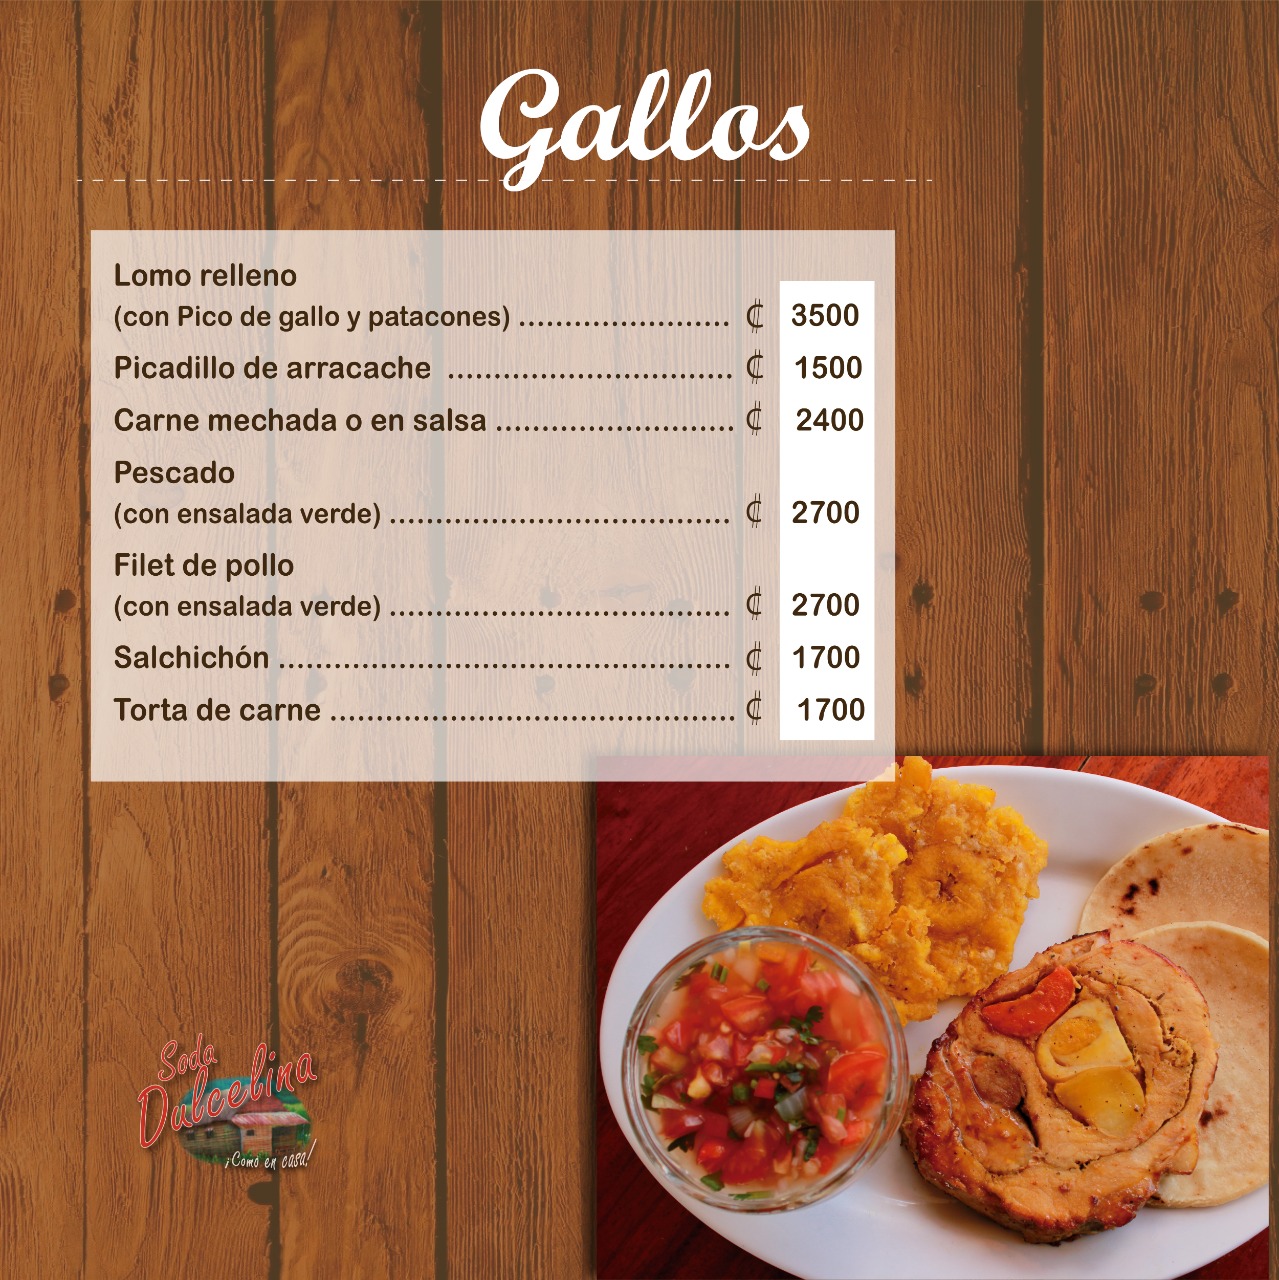 Gallos
Lomo relleno
(con Pico de gallo y patacones) ....................... ₡ 3500
Picadillo de arracache ............................... ₡ 1500
Carne mechada o en salsa .......................... ₡ 2400
Pescado
(con ensalada verde) ..................................... ₡ 2700
Filet de pollo
(con ensalada verde) ..................................... ₡ 2700
Salchichón ................................................. ₡ 1700
Torta de carne ............................................ ₡ 1700
Soda
Dulcelina
¡Como en casa!